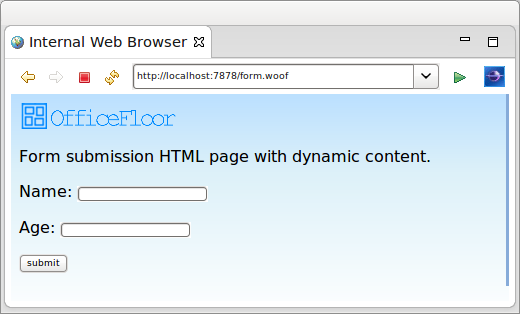 Internal Web Browser
http://localhost:7878/form.woof
OfficeFloor
Form submission HTML page with dynamic content.
Name:
Age:
submit